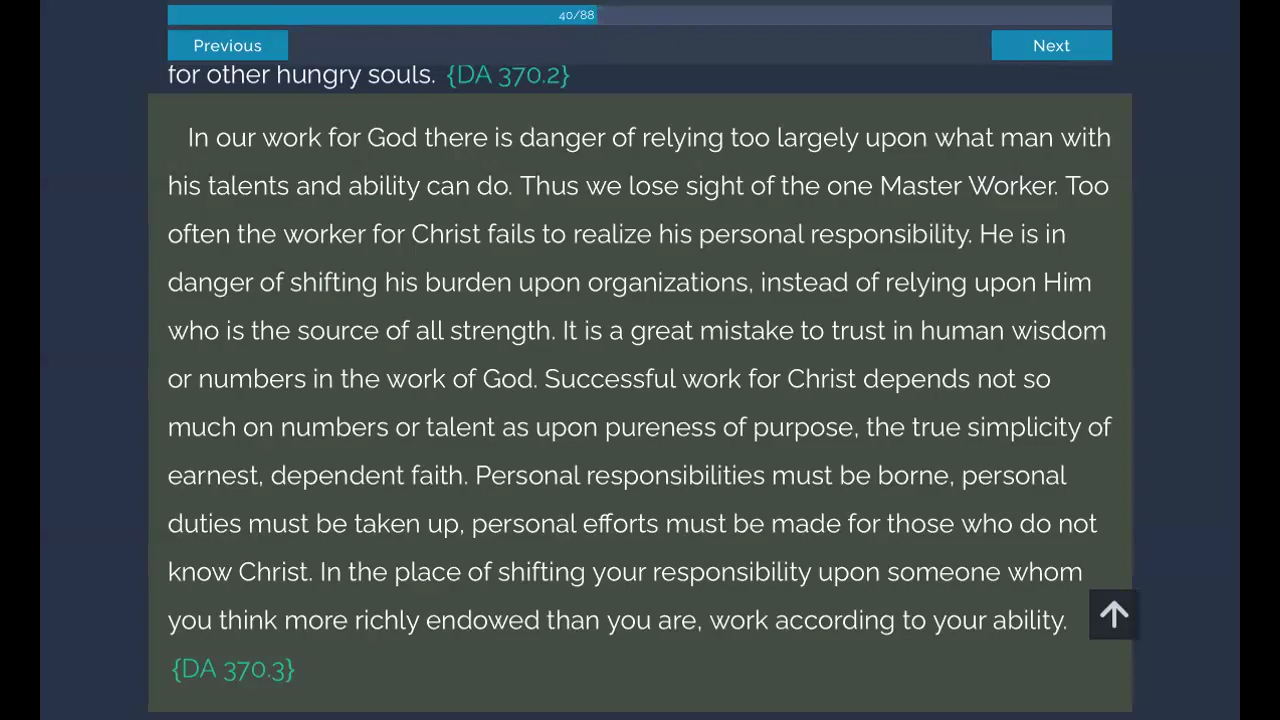 40/88
Previous
Next
for other hungry souls. {DA 370.2}
In our work for God there is danger of relying too largely upon what man with
his talents and ability can do. Thus we lose sight of the one Master Worker. Too
often the worker for Christ fails to realize his personal responsibility. He is in
danger of shifting his burden upon organizations, instead of relying upon Him
who is the source of all strength. It is a great mistake to trust in human wisdom
or numbers in the work of God. Successful work for Christ depends not so
much on numbers or talent as upon pureness of purpose, the true simplicity of
earnest, dependent faith. Personal responsibilities must be borne, personal
duties must be taken up, personal efforts must be made for those who do not
know Christ. In the place of shifting your responsibility upon someone whom
you think more richly endowed than you are, work according to your ability.
{DA 370.3}